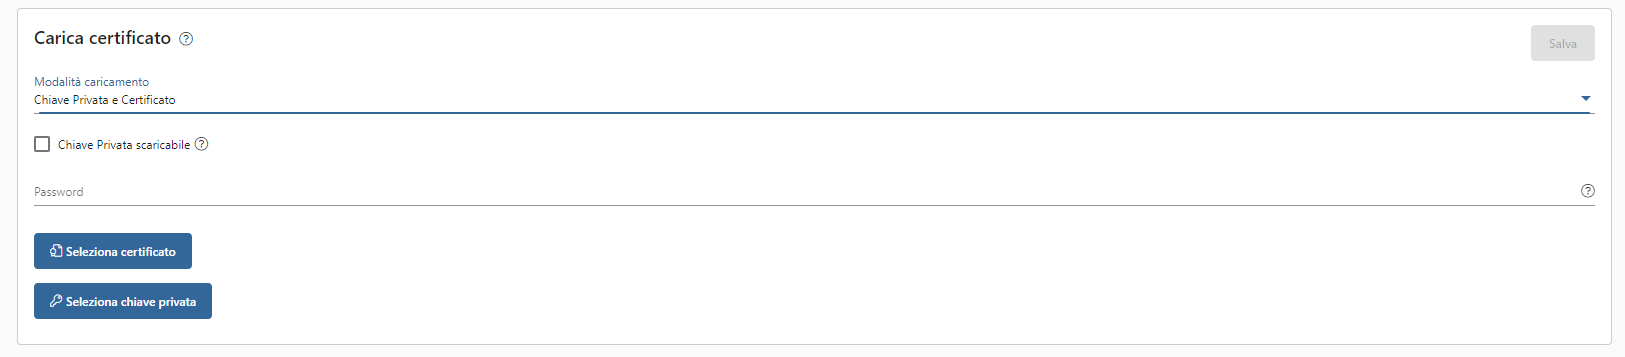 Carica certificato
Salva
Modalità caricamento
Chiave Privata e Certificato
Chiave Privata scaricabile
Password
Seleziona certificato
Seleziona chiave privata